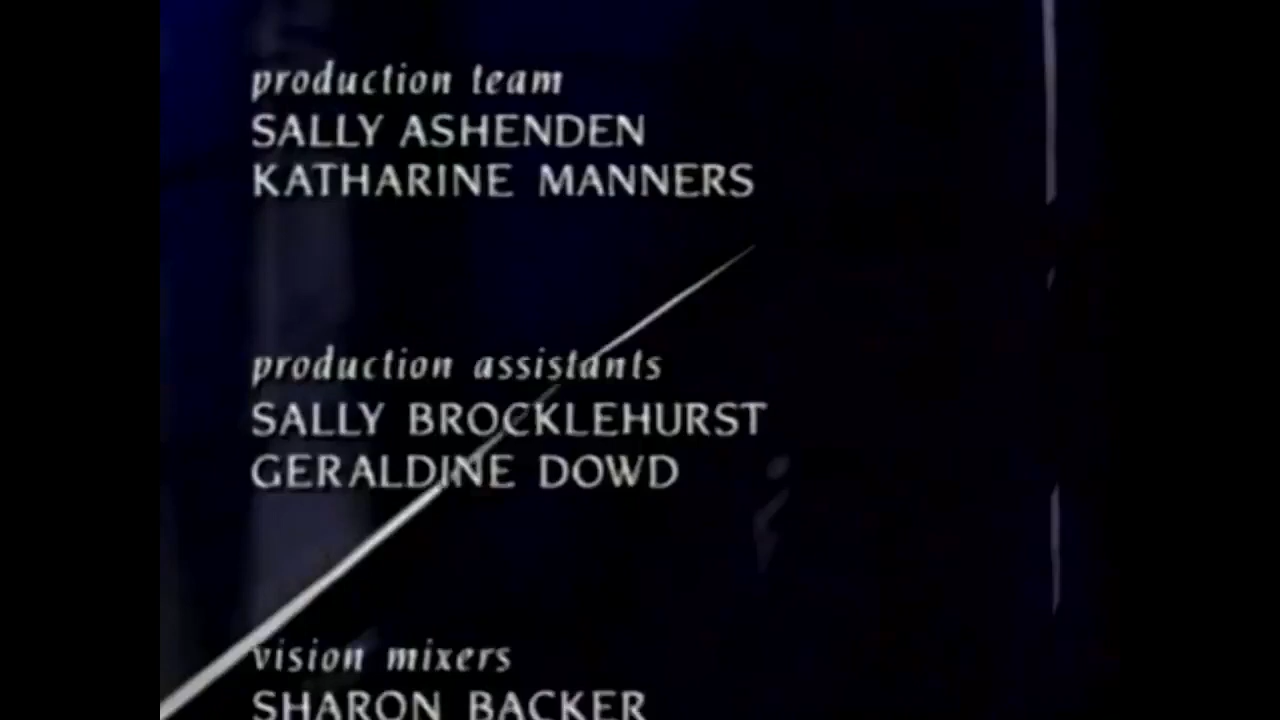 production team
SALLY ASHENDEN
KATHARINE MANNERS
production assistants
SALLY BROCKLEHURST
GERALDINE DOWD
vision mixers
SHARON BACKER